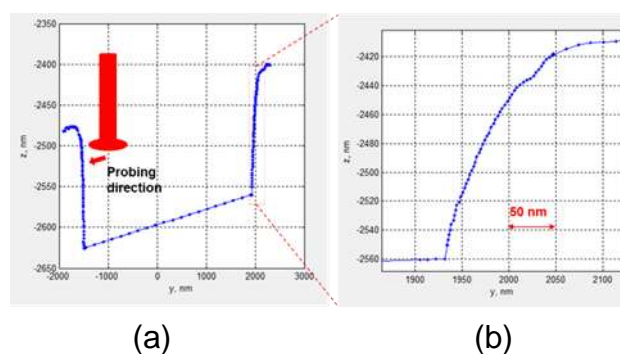 -2350
-2400
-2450
-2500
-2550
-2600
-2650
z, nm
-2000
-1000
0
1000
2000
3000
y, nm
Probing
direction
(a)
-2420
-2440
-2460
-2480
-2500
-2520
-2540
-2560
z, nm
1900
1950
2000
2050
2100
y, nm
50 nm
(b)